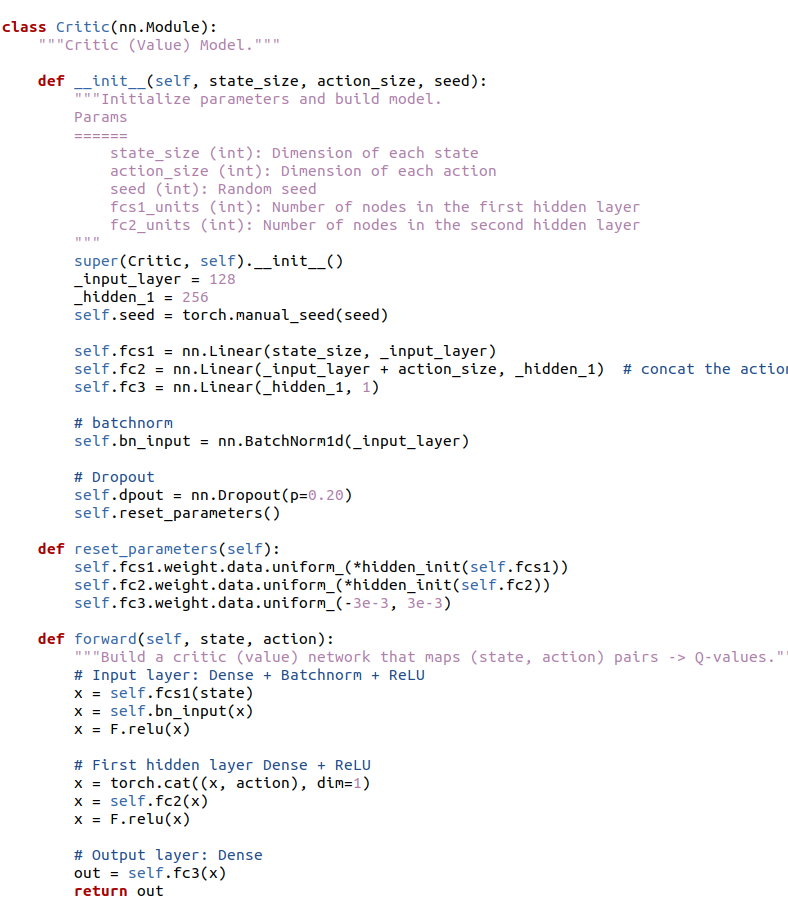 class Critic(nn.Module):
    """Critic (Value) Model."""

    def __init__(self, state_size, action_size, seed):
        """Initialize parameters and build model.
        Params
        ======
            state_size (int): Dimension of each state
            action_size (int): Dimension of each action
            seed (int): Random seed
            fcs1_units (int): Number of nodes in the first hidden layer
            fc2_units (int): Number of nodes in the second hidden layer
        """
        super(Critic, self).__init__()
        _input_layer = 128
        _hidden_1 = 256
        self.seed = torch.manual_seed(seed)

        self.fcs1 = nn.Linear(state_size, _input_layer)
        self.fc2 = nn.Linear(_input_layer + action_size, _hidden_1)  # concat the action
        self.fc3 = nn.Linear(_hidden_1, 1)

        # batchnorm
        self.bn_input = nn.BatchNorm1d(_input_layer)

        # Dropout
        self.dpout = nn.Dropout(p=0.20)
        self.reset_parameters()

    def reset_parameters(self):
        self.fcs1.weight.data.uniform_(*hidden_init(self.fcs1))
        self.fc2.weight.data.uniform_(*hidden_init(self.fc2))
        self.fc3.weight.data.uniform_(-3e-3, 3e-3)

    def forward(self, state, action):
        """Build a critic (value) network that maps (state, action) pairs -> Q-values.""
        # Input layer: Dense + Batchnorm + ReLU
        x = self.fcs1(state)
        x = self.bn_input(x)
        x = F.relu(x)

        # First hidden layer Dense + ReLU
        x = torch.cat((x, action), dim=1)
        x = self.fc2(x)
        x = F.relu(x)

        # Output layer: Dense
        out = self.fc3(x)
        return out